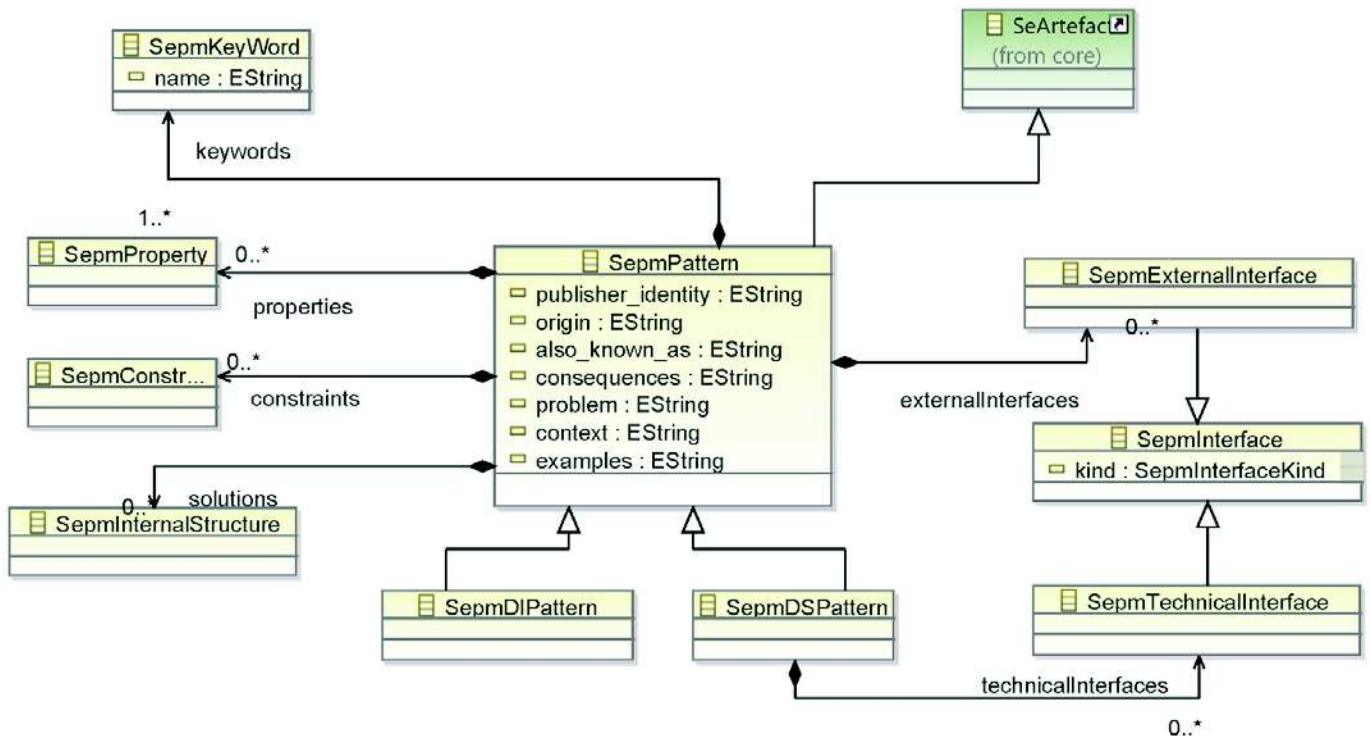 SepmKeyWord
name : EString
SeArtefact
(from core)
keywords
1..*
SepmProperty
0..*
properties
SepmPattern
publisher_identity : EString
origin : EString
also_known_as : EString
consequences : EString
problem : EString
context : EString
examples : EString
SepmExternalInterface
0..*
externalInterfaces
SepmConstr...
0..*
constraints
SepmInterface
kind : SepmInterfaceKind
solutions
0..*
SepmInternalStructure
SepmDIPattern
SepmDSPattern
SepmTechnicalInterface
technicalInterfaces
0..*